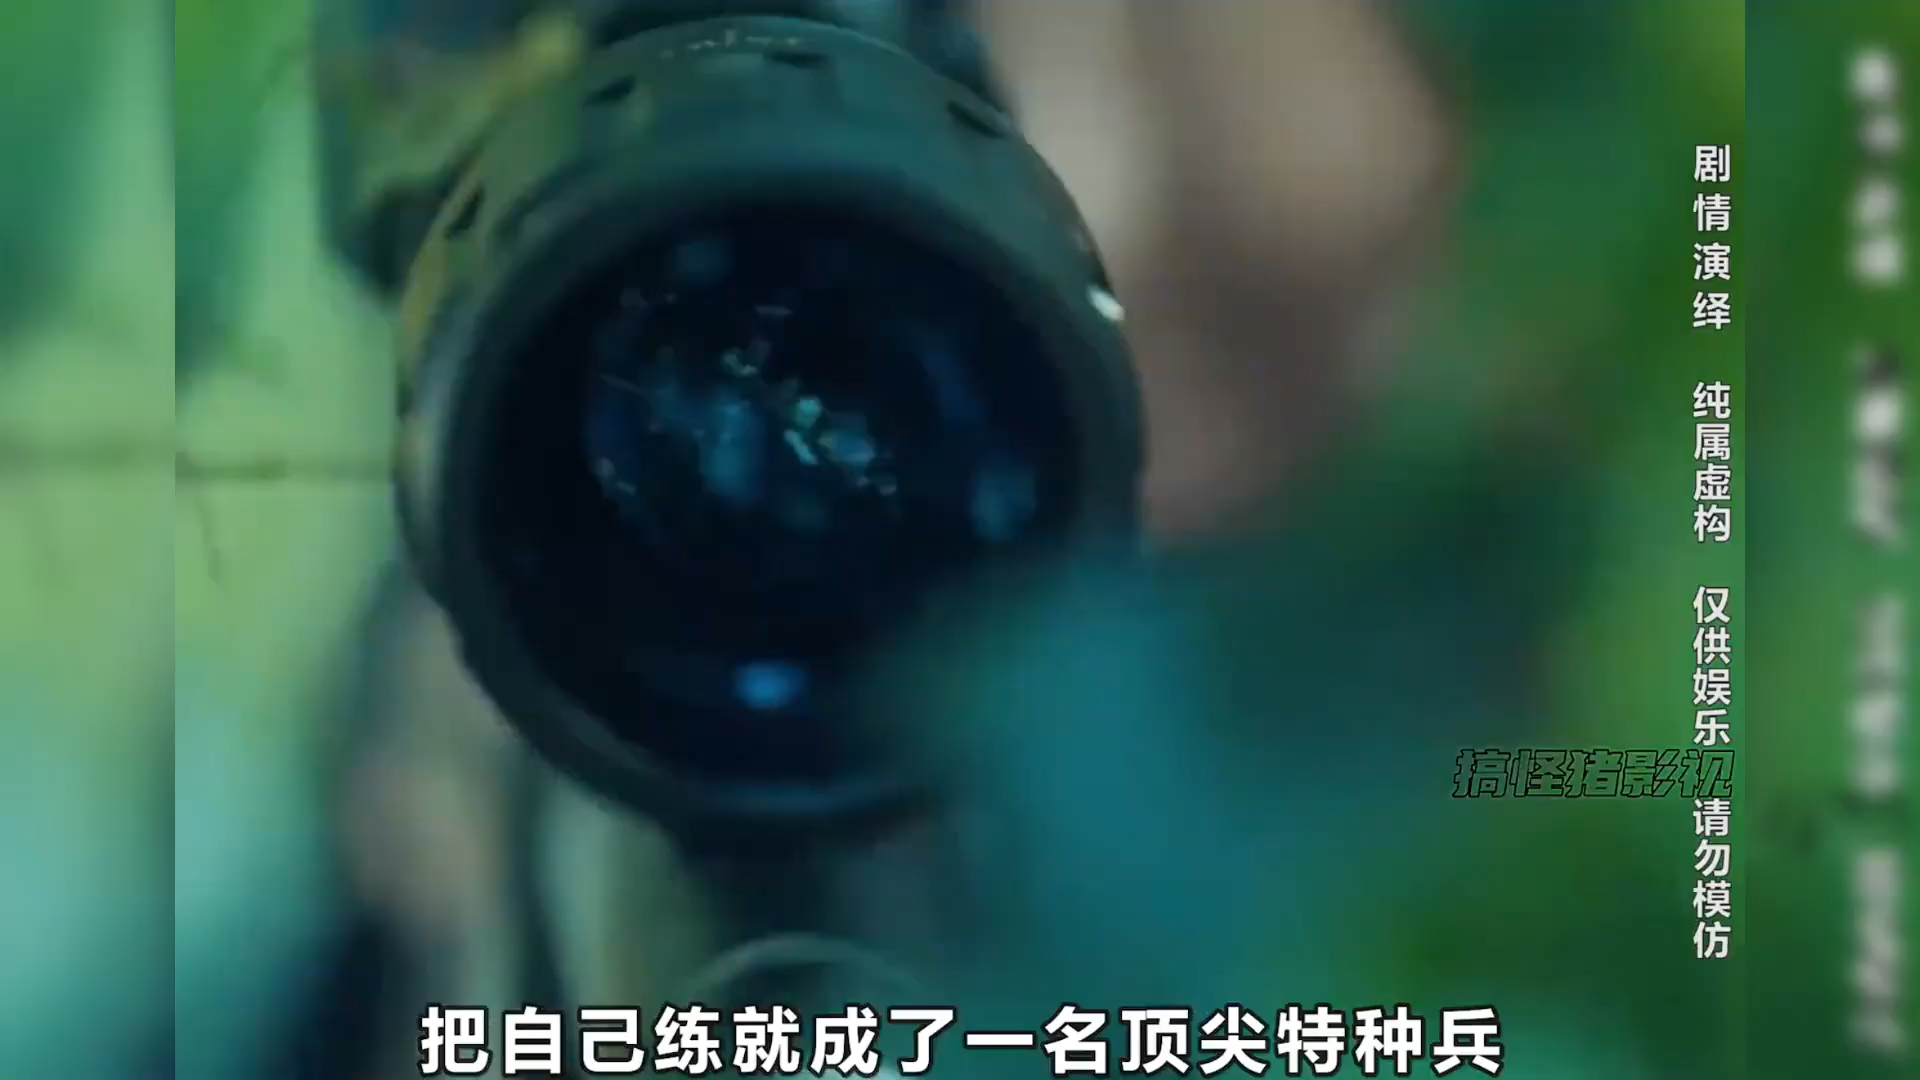 剧情演绎 纯属虚构 仅供娱乐 请勿模仿
搞怪猪影视
把自己练就成了一名顶尖特种兵